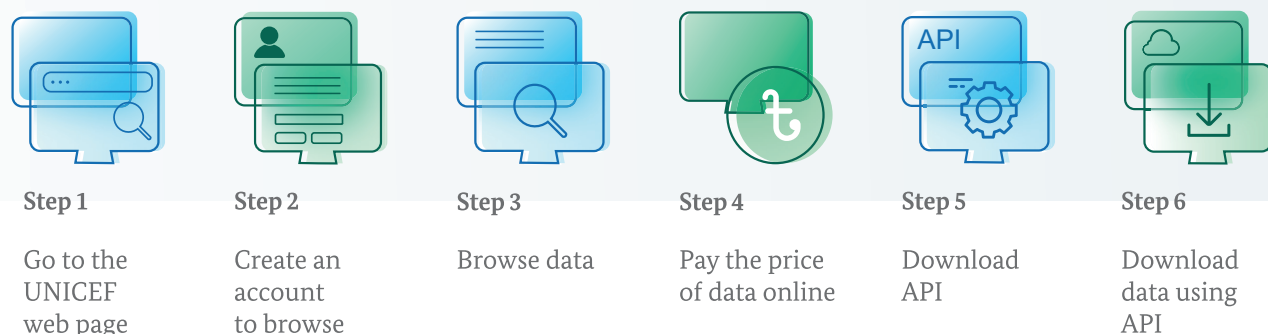 API
৳
Step 1
Go to the
UNICEF
web page
Step 2
Create an
account
to browse
Step 3
Browse data
Step 4
Pay the price
of data online
Step 5
Download
API
Step 6
Download
data using
API